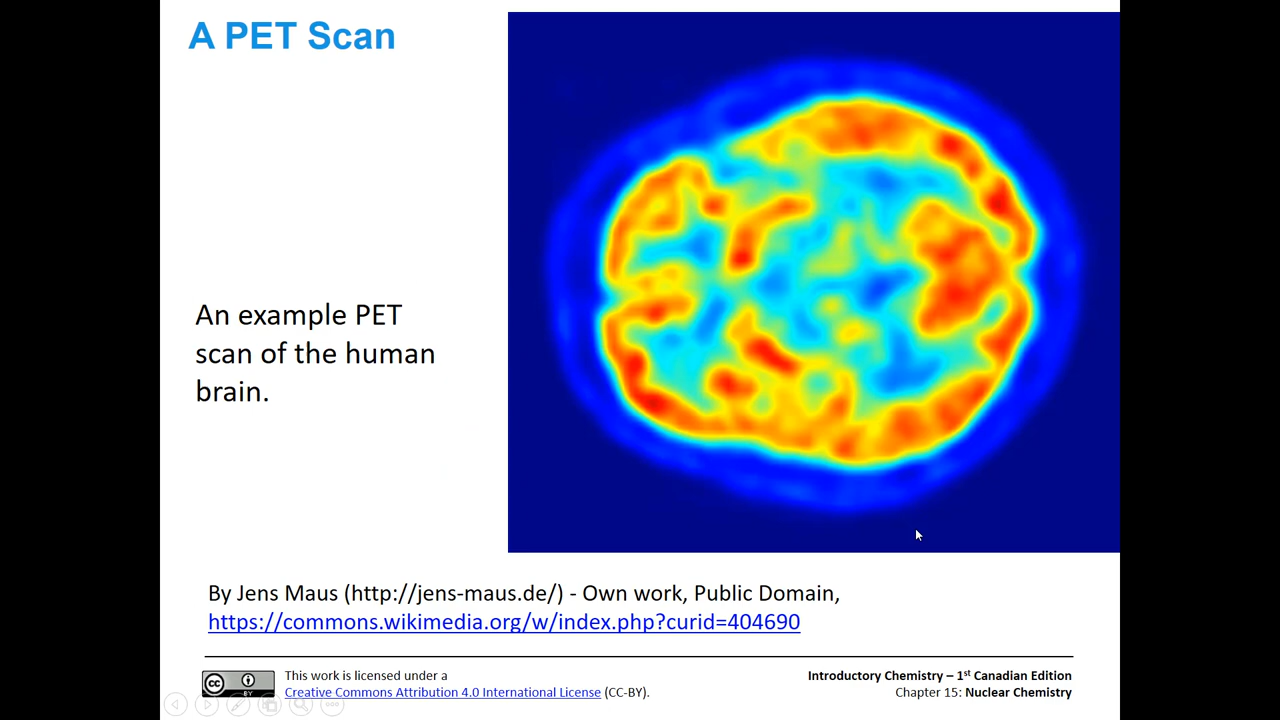 A PET Scan
An example PET
scan of the human
brain.
By Jens Maus (http://jens-maus.de/) - Own work, Public Domain,
https://commons.wikimedia.org/w/index.php?curid=404690
cc BY
This work is licensed under a
Creative Commons Attribution 4.0 International License (CC-BY).
Introductory Chemistry – 1st Canadian Edition
Chapter 15: Nuclear Chemistry